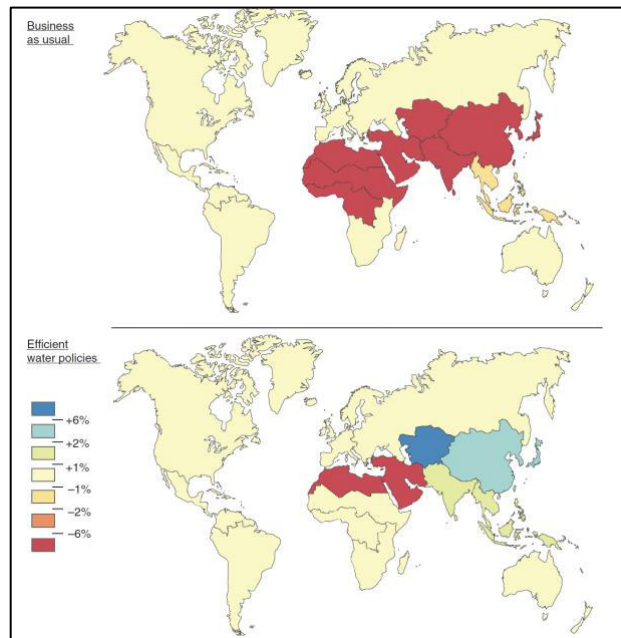 Business
as usual
Efficient
water policies
+6%
+2%
+1%
−1%
−2%
−6%